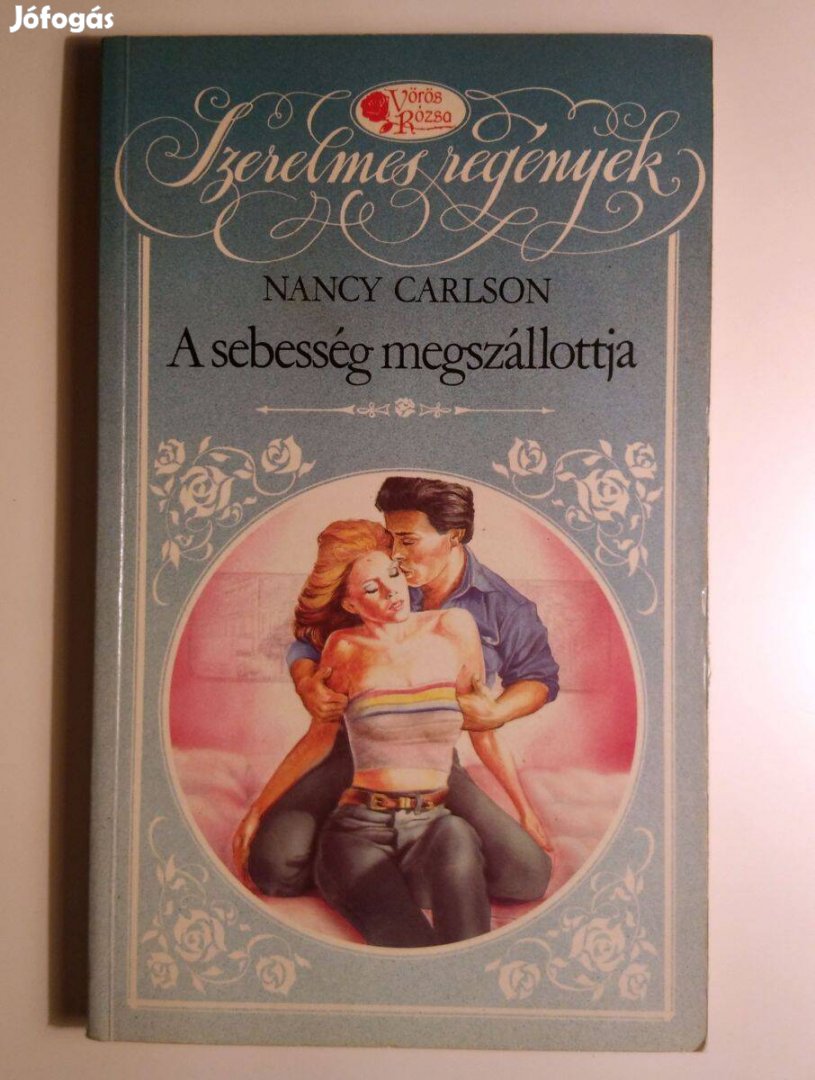 Jófogás
Vörös
Rózsa
Szerelmes regények
NANCY CARLSON
A sebesség megszállottja